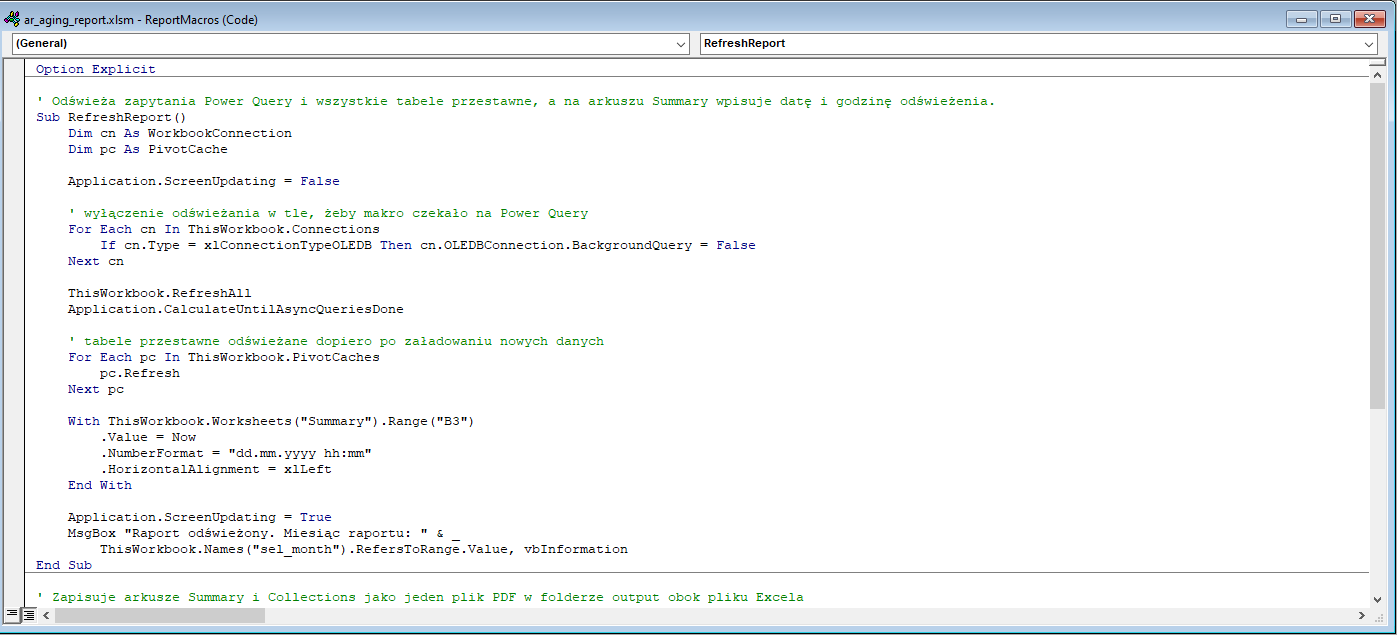 ar_aging_report.xlsm - ReportMacros (Code)
(General)
RefreshReport
Option Explicit
' Odświeża zapytania Power Query i wszystkie tabele przestawne, a na arkuszu Summary wpisuje datę i godzinę odświeżenia.
Sub RefreshReport()
    Dim cn As WorkbookConnection
    Dim pc As PivotCache
    Application.ScreenUpdating = False
    ' wyłączenie odświeżania w tle, żeby makro czekało na Power Query
    For Each cn In ThisWorkbook.Connections
        If cn.Type = xlConnectionTypeOLEDB Then cn.OLEDBConnection.BackgroundQuery = False
    Next cn
    ThisWorkbook.RefreshAll
    Application.CalculateUntilAsyncQueriesDone
    ' tabele przestawne odświeżane dopiero po załadowaniu nowych danych
    For Each pc In ThisWorkbook.PivotCaches
        pc.Refresh
    Next pc
    With ThisWorkbook.Worksheets("Summary").Range("B3")
        .Value = Now
        .NumberFormat = "dd.mm.yyyy hh:mm"
        .HorizontalAlignment = xlLeft
    End With
    Application.ScreenUpdating = True
    MsgBox "Raport odświeżony. Miesiąc raportu: " & _
        ThisWorkbook.Names("sel_month").RefersToRange.Value, vbInformation
End Sub
' Zapisuje arkusze Summary i Collections jako jeden plik PDF w folderze output obok pliku Excela